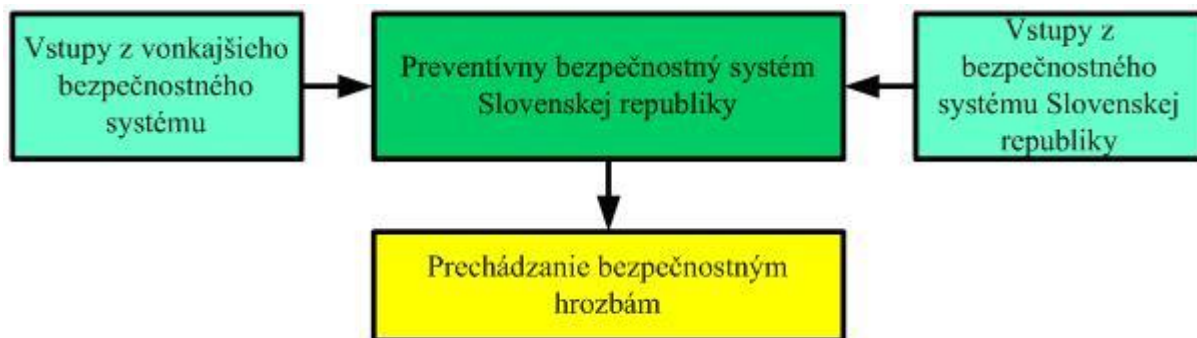 Vstupy z vonkajšieho
bezpečnostného
systému
Preventívny bezpečnostný systém
Slovenskej republiky
Vstupy z
bezpečnostného
systému Slovenskej
republiky
Prechádzanie bezpečnostným
hrozbám